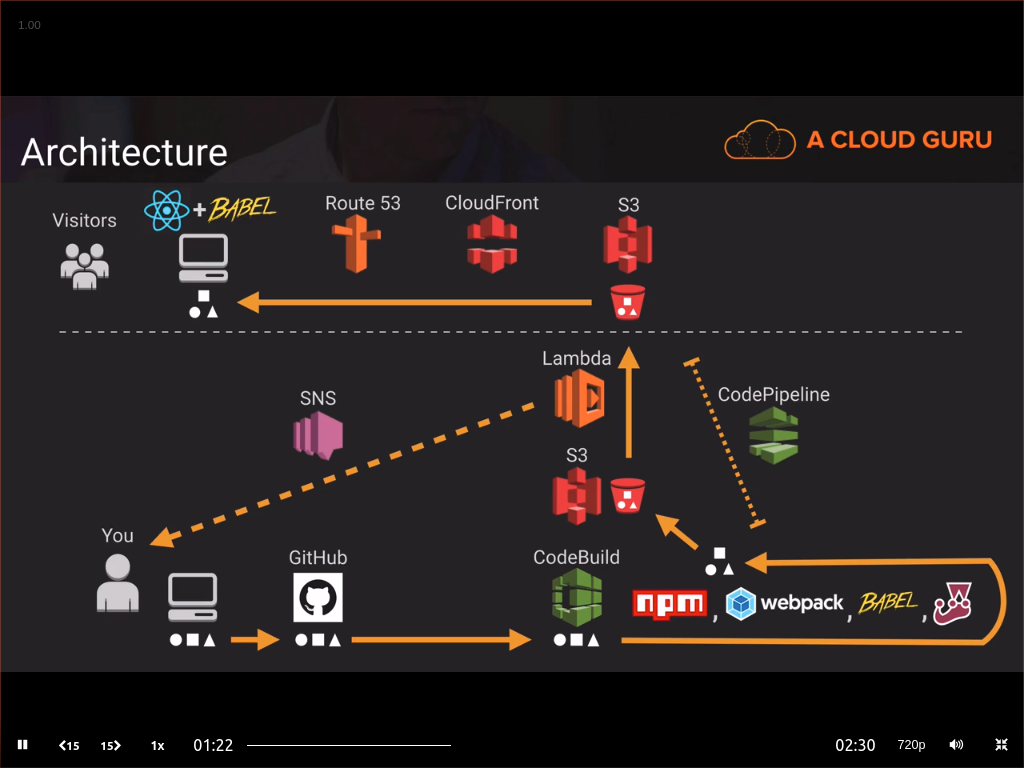 1.00
Architecture
A CLOUD GURU
Visitors
+ BABEL
Route 53
CloudFront
S3
Lambda
SNS
CodePipeline
S3
You
GitHub
CodeBuild
npm, webpack, BABEL,
15
15
1x
01:22
02:30
720p